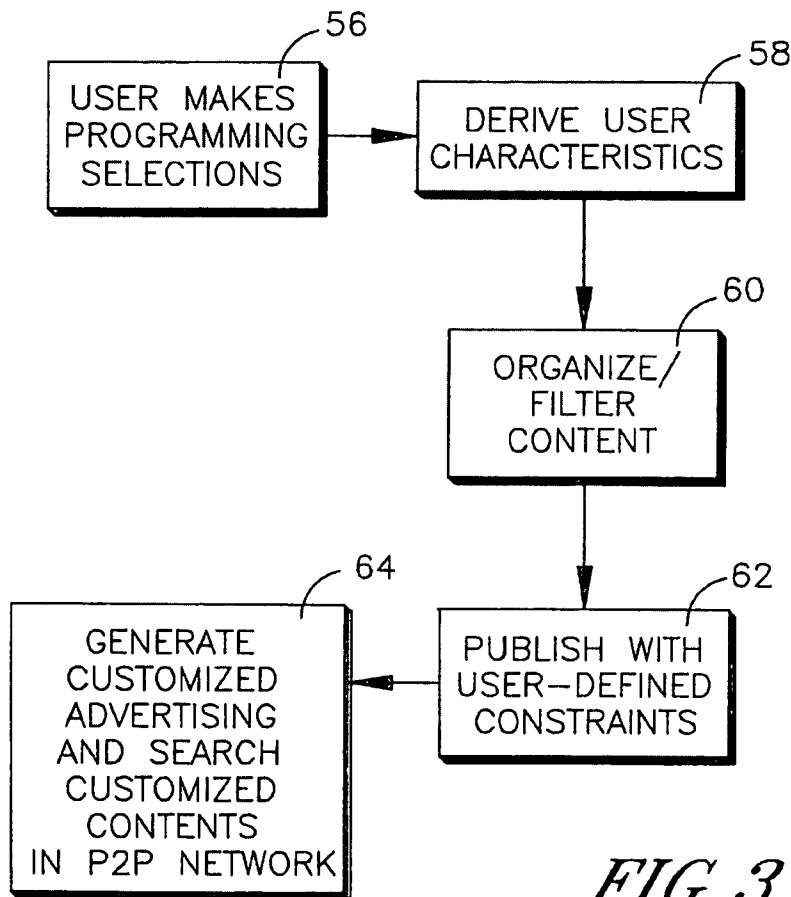 56
USER MAKES
PROGRAMMING
SELECTIONS
58
DERIVE USER
CHARACTERISTICS
60
ORGANIZE/
FILTER
CONTENT
62
PUBLISH WITH
USER-DEFINED
CONSTRAINTS
64
GENERATE
CUSTOMIZED
ADVERTISING
AND SEARCH
CUSTOMIZED
CONTENTS
IN P2P NETWORK
FIG. 3